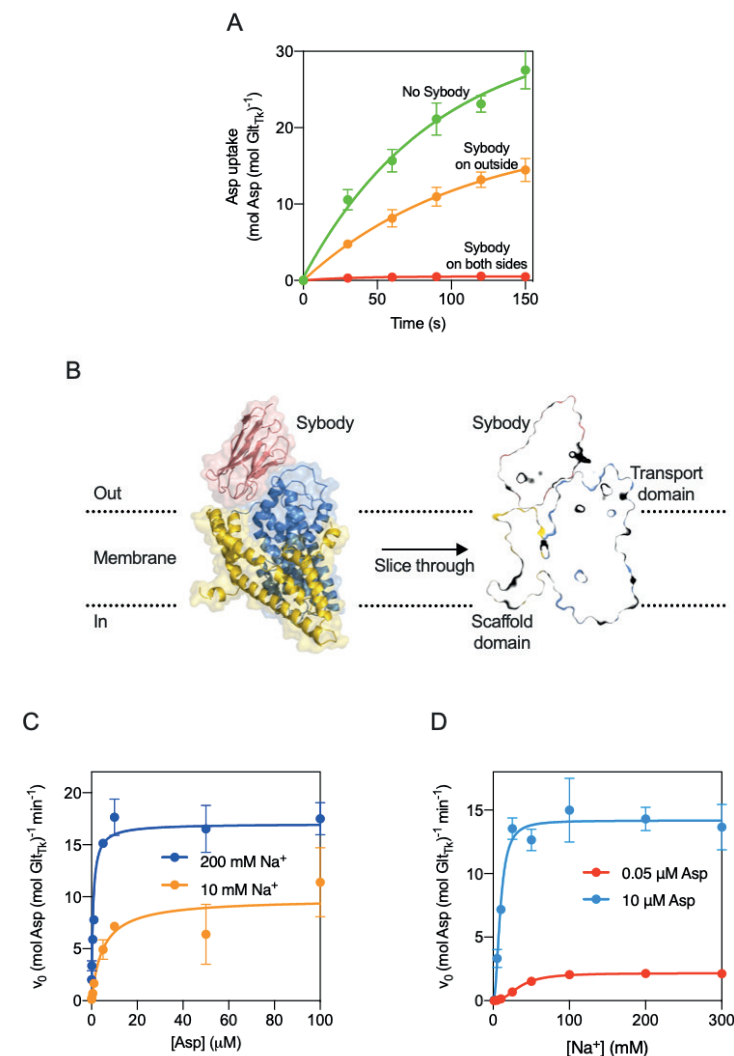 A
30
20
10
0
Asp uptake
(mol Asp (mol Glt_Tk)⁻¹)
No Sybody
Sybody
on outside
Sybody
on both sides
0
50
100
150
Time (s)
B
Sybody
Out
Membrane
In
Slice through
Sybody
Transport
domain
Scaffold
domain
C
20
15
10
5
0
v₀ (mol Asp (mol Glt_Tk)⁻¹ min⁻¹)
200 mM Na⁺
10 mM Na⁺
0
20
40
60
80
100
[Asp] (μM)
D
15
10
5
0
v₀ (mol Asp (mol Glt_Tk)⁻¹ min⁻¹)
0.05 μM Asp
10 μM Asp
0
100
200
300
[Na⁺] (mM)